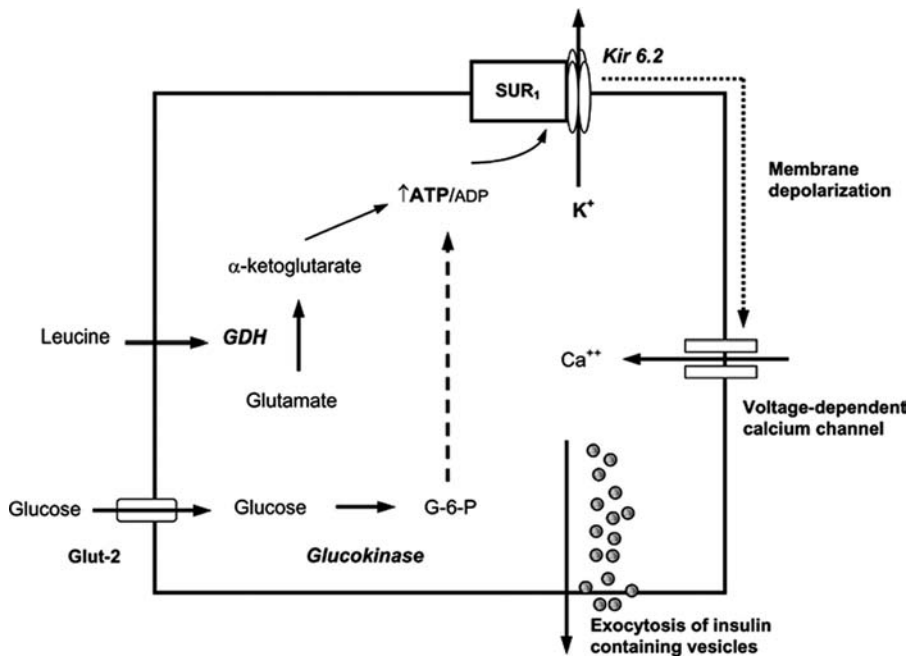 Kir 6.2
SUR₁
Membrane
depolarization
↑ATP/ADP
K⁺
α-ketoglutarate
Leucine
GDH
Ca⁺⁺
Glutamate
Voltage-dependent
calcium channel
Glucose
Glucose
G-6-P
Glut-2
Glucokinase
Exocytosis of insulin
containing vesicles